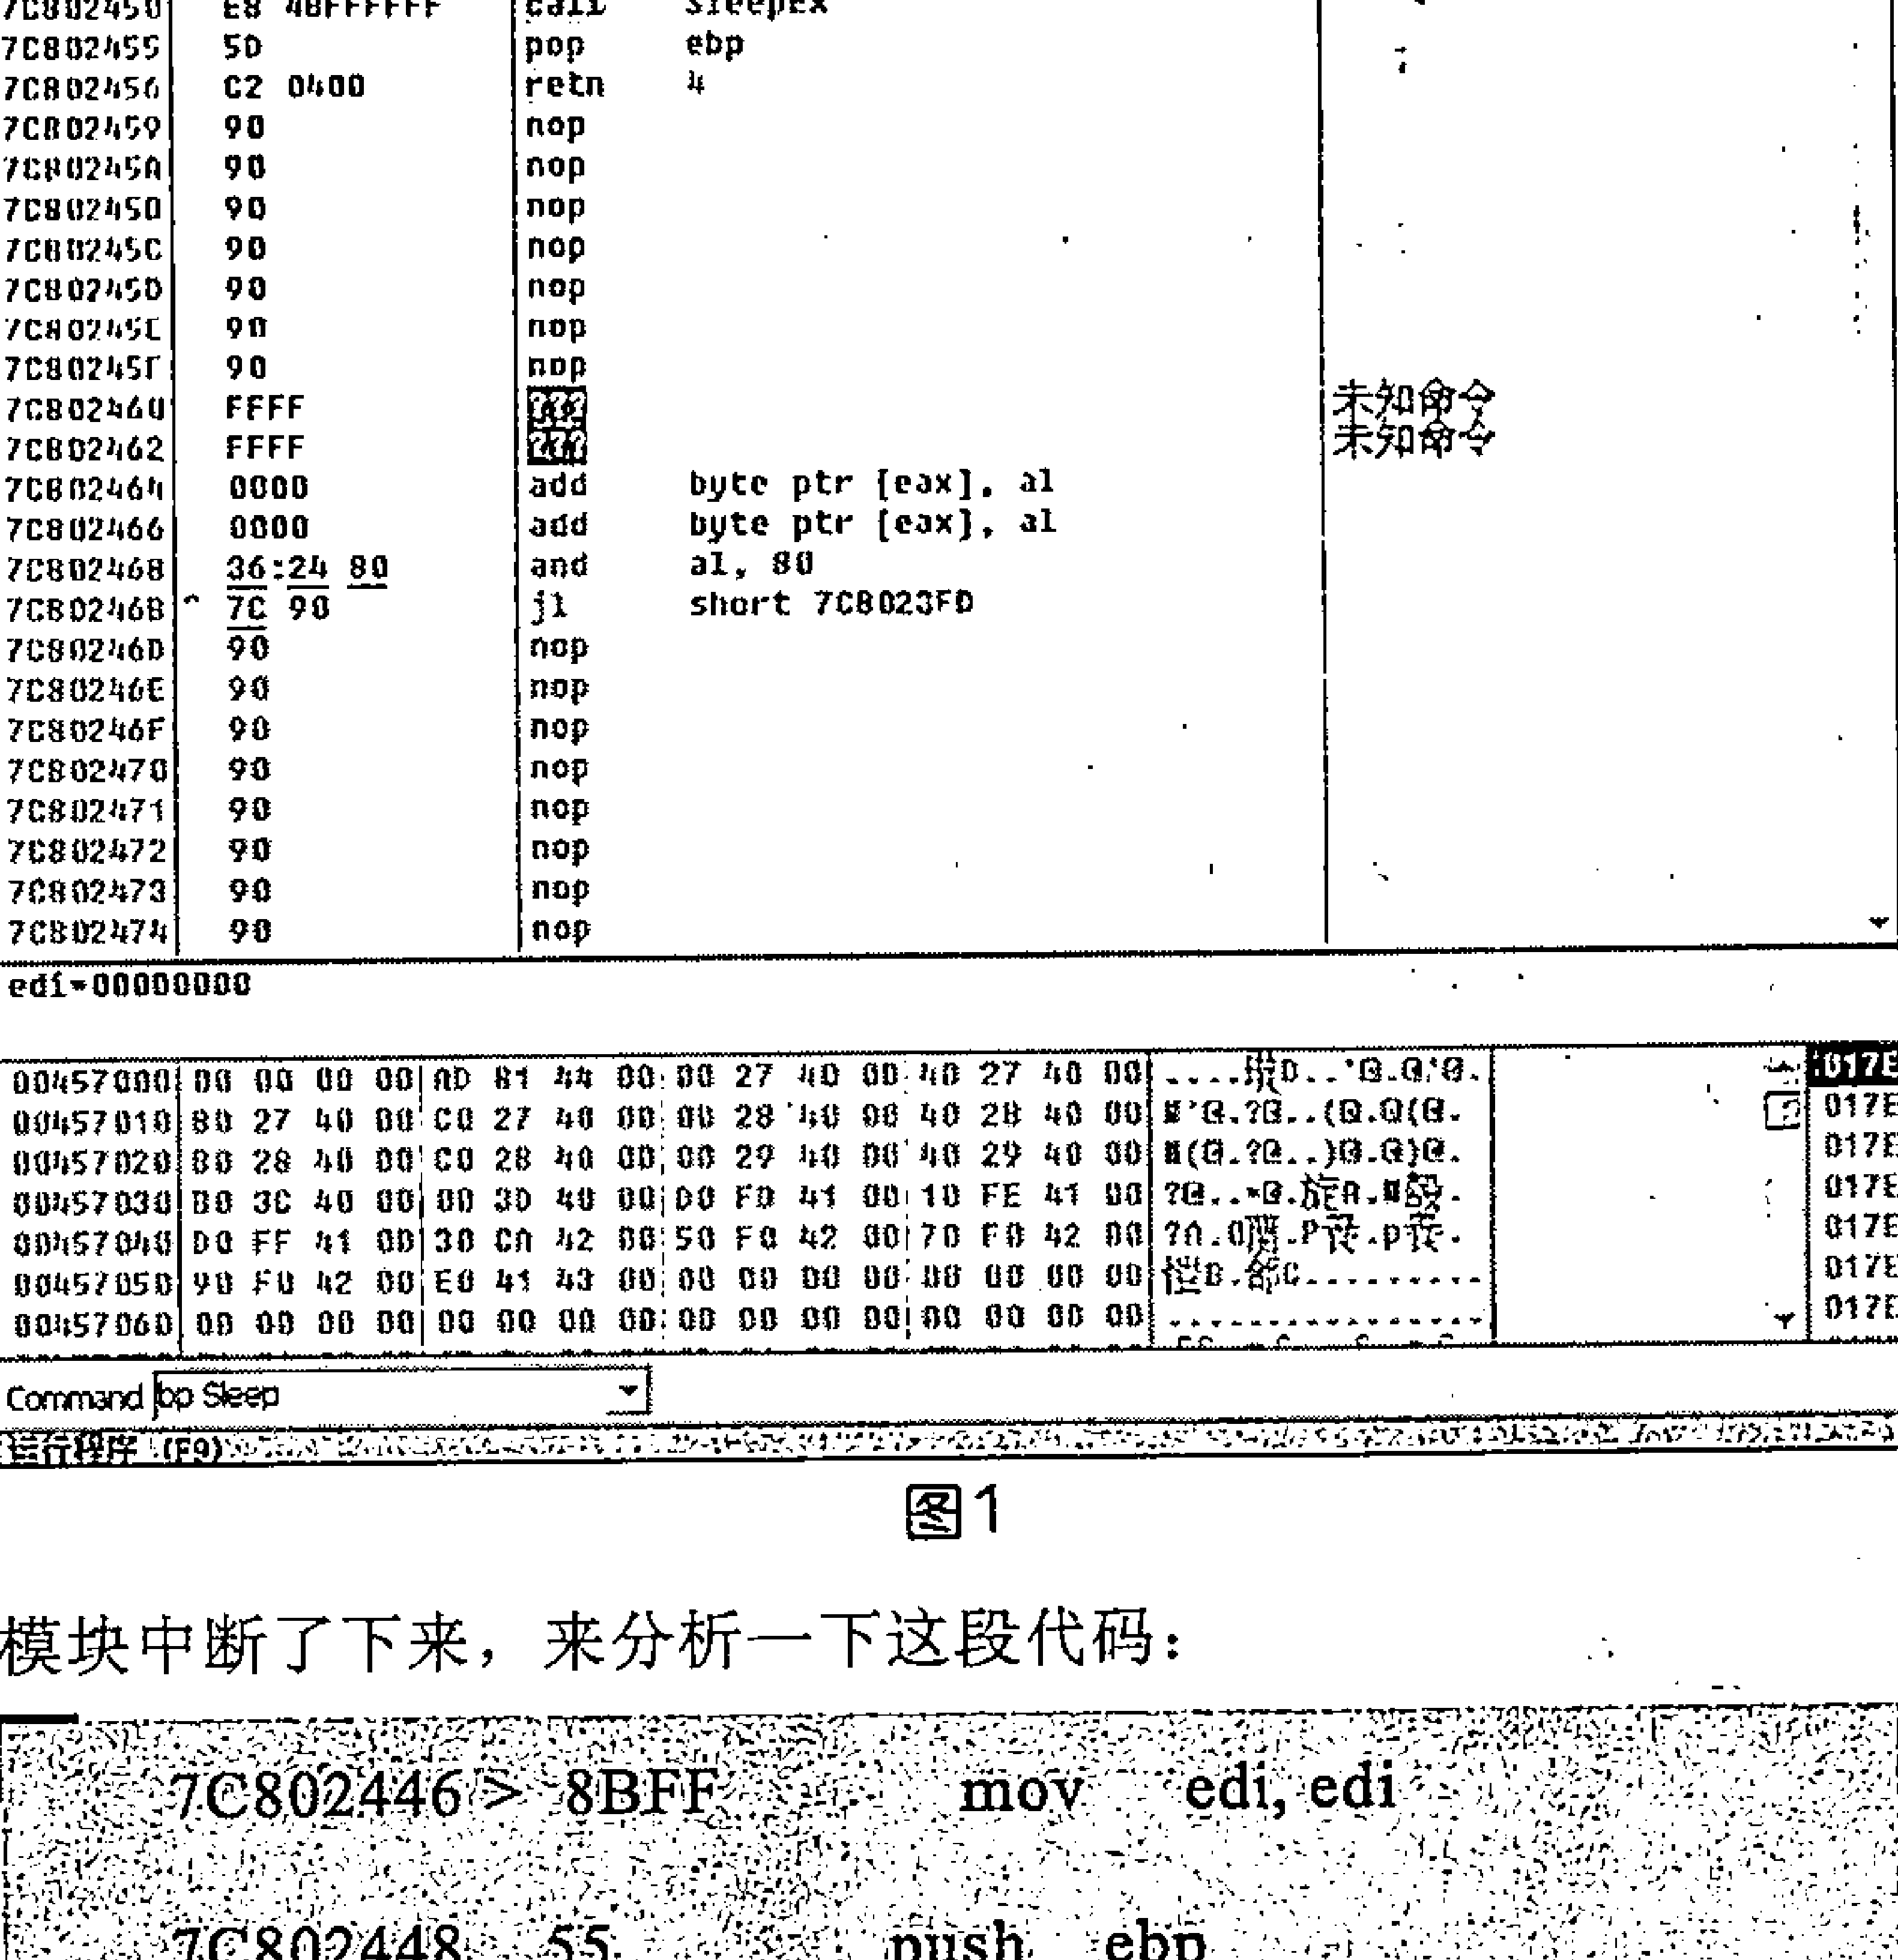 7C802450 E8 4BFFFFFF call SleepEx
7C802455 5D pop ebp
7C802456 C2 0400 retn 4
7C802459 90 nop
7C80245A 90 nop
7C80245B 90 nop
7C80245C 90 nop
7C80245D 90 nop
7C80245E 90 nop
7C80245F 90 nop
7C802460 FFFF ??? 未知命令
7C802462 FFFF ??? 未知命令
7C802464 0000 add byte ptr [eax], al
7C802466 0000 add byte ptr [eax], al
7C802468 36:24 80 and al, 80
7C80246B ^ 7C 90 jl short 7C8023FD
7C80246D 90 nop
7C80246E 90 nop
7C80246F 90 nop
7C802470 90 nop
7C802471 90 nop
7C802472 90 nop
7C802473 90 nop
7C802474 90 nop
edi=00000000
00457000 00 00 00 00 AD 81 44 00 00 27 40 00 40 27 40 00 017E
00457010 80 27 40 00 C0 27 40 00 00 28 40 00 40 28 40 00 017E
00457020 80 28 40 00 C0 28 40 00 00 29 40 00 40 29 40 00 017E
00457030 B0 3C 40 00 00 3D 40 00 D0 FD 41 00 10 FE 41 00 017E
00457040 D0 FF 41 00 30 CA 42 00 50 F0 42 00 70 F0 42 00 017E
00457050 90 F0 42 00 E0 41 43 00 00 00 00 00 00 00 00 00 017E
00457060 00 00 00 00 00 00 00 00 00 00 00 00 00 00 00 00 017E
Command bp Sleep
运行程序 (F9)
图1
模块中断了下来，来分析一下这段代码：
7C802446 > 8BFF mov edi, edi
7C802448 55 push ebp